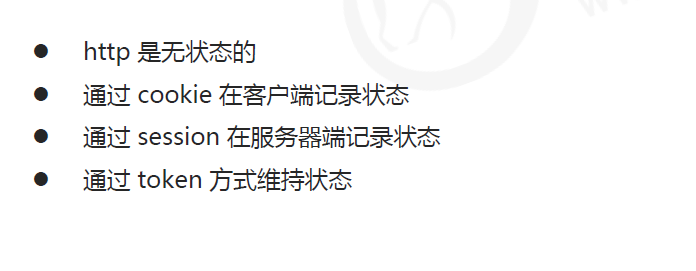 ● http 是无状态的
● 通过 cookie 在客户端记录状态
● 通过 session 在服务器端记录状态
● 通过 token 方式维持状态